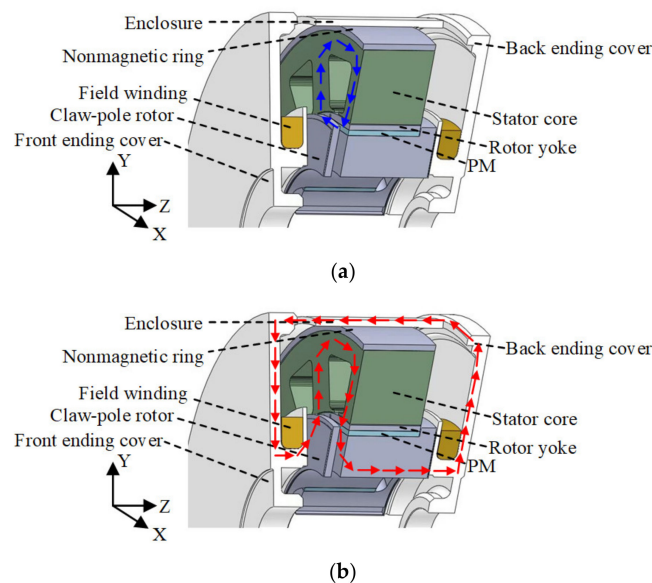 Enclosure
Nonmagnetic ring
Back ending cover
Field winding
Claw-pole rotor
Front ending cover
Stator core
Rotor yoke
PM
Y
Z
X
(a)
Enclosure
Nonmagnetic ring
Back ending cover
Field winding
Claw-pole rotor
Front ending cover
Stator core
Rotor yoke
PM
Y
Z
X
(b)